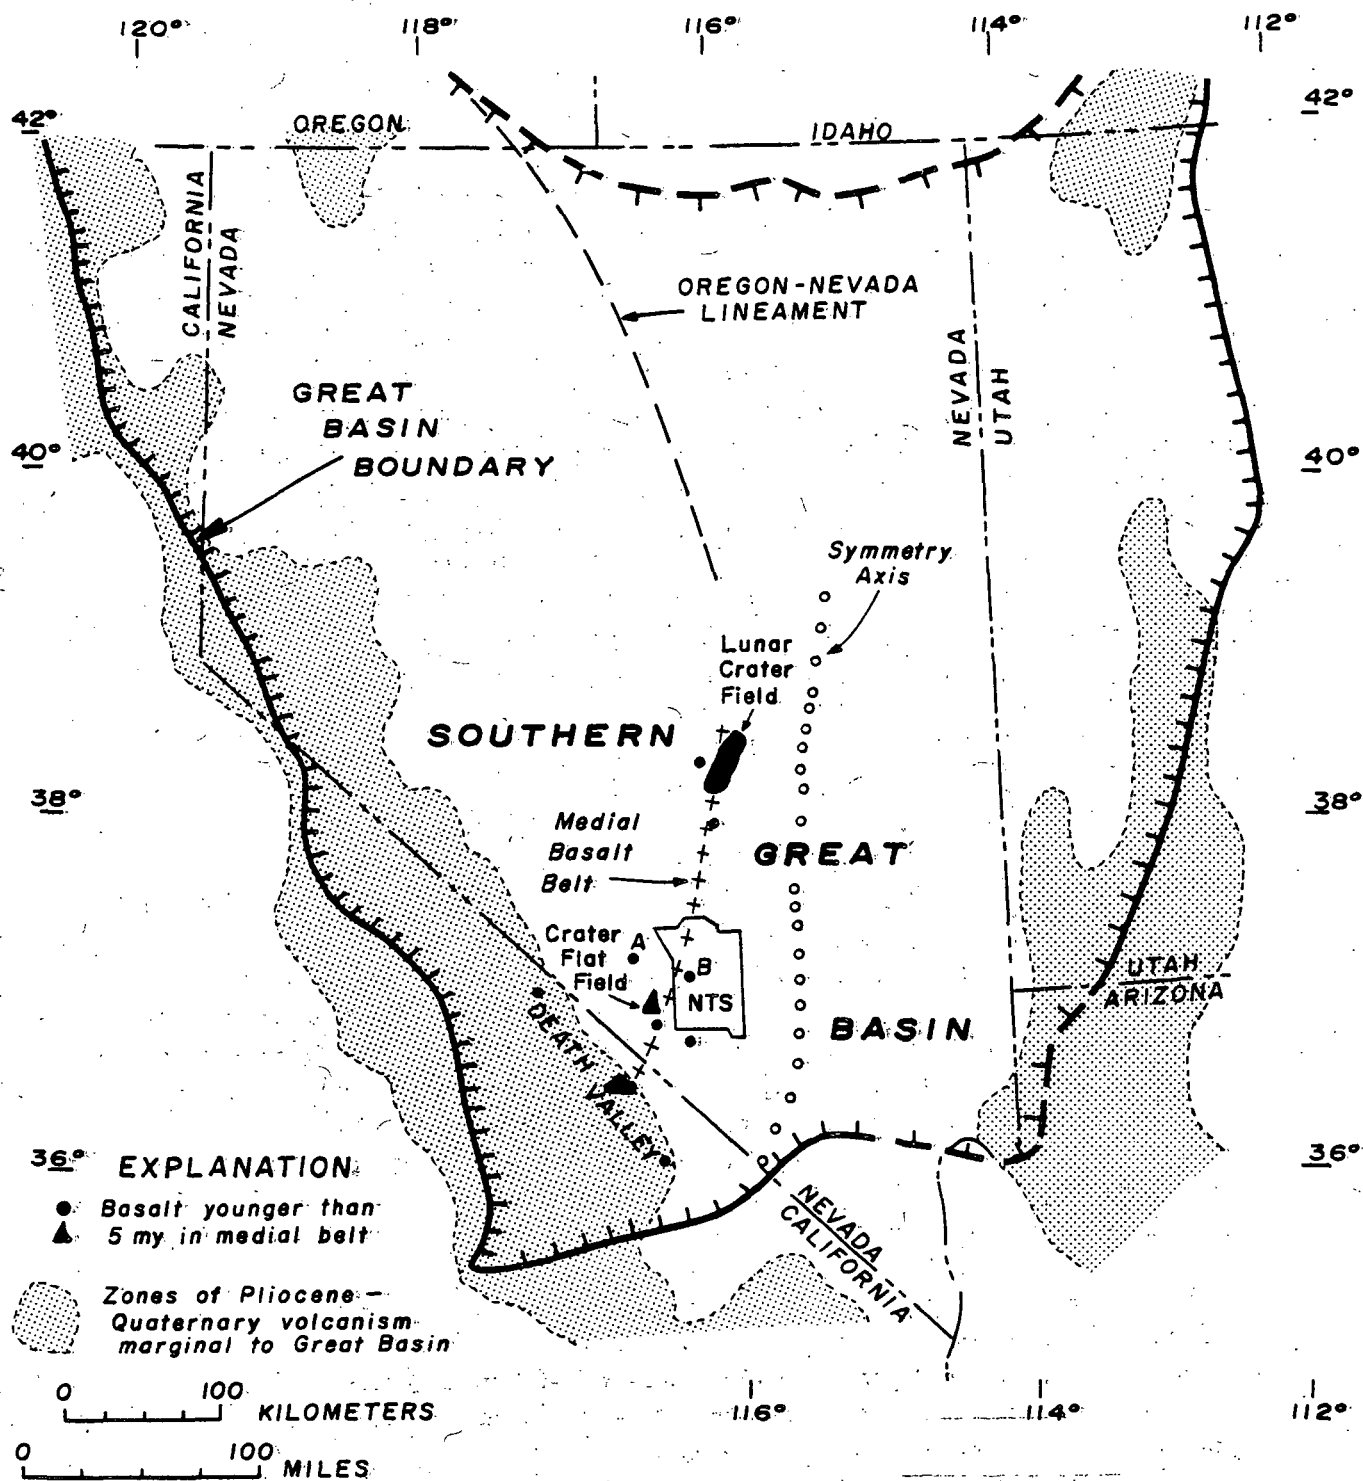 120° 118° 116° 114° 112°
42° 42°
OREGON IDAHO
CALIFORNIA
NEVADA
OREGON-NEVADA
LINEAMENT
NEVADA
UTAH
GREAT
BASIN
BOUNDARY
40° 40°
Symmetry
Axis
Lunar
Crater
Field
SOUTHERN
38° 38°
Medial
Basalt
Belt
GREAT
Crater
Flat
Field
A
B
NTS
UTAH
ARIZONA
BASIN
DEATH VALLEY
36° 36°
EXPLANATION
Basalt younger than
5 my in medial belt
NEVADA
CALIFORNIA
Zones of Pliocene –
Quaternary volcanism
marginal to Great Basin
0 100
KILOMETERS
116° 114° 112°
0 100
MILES